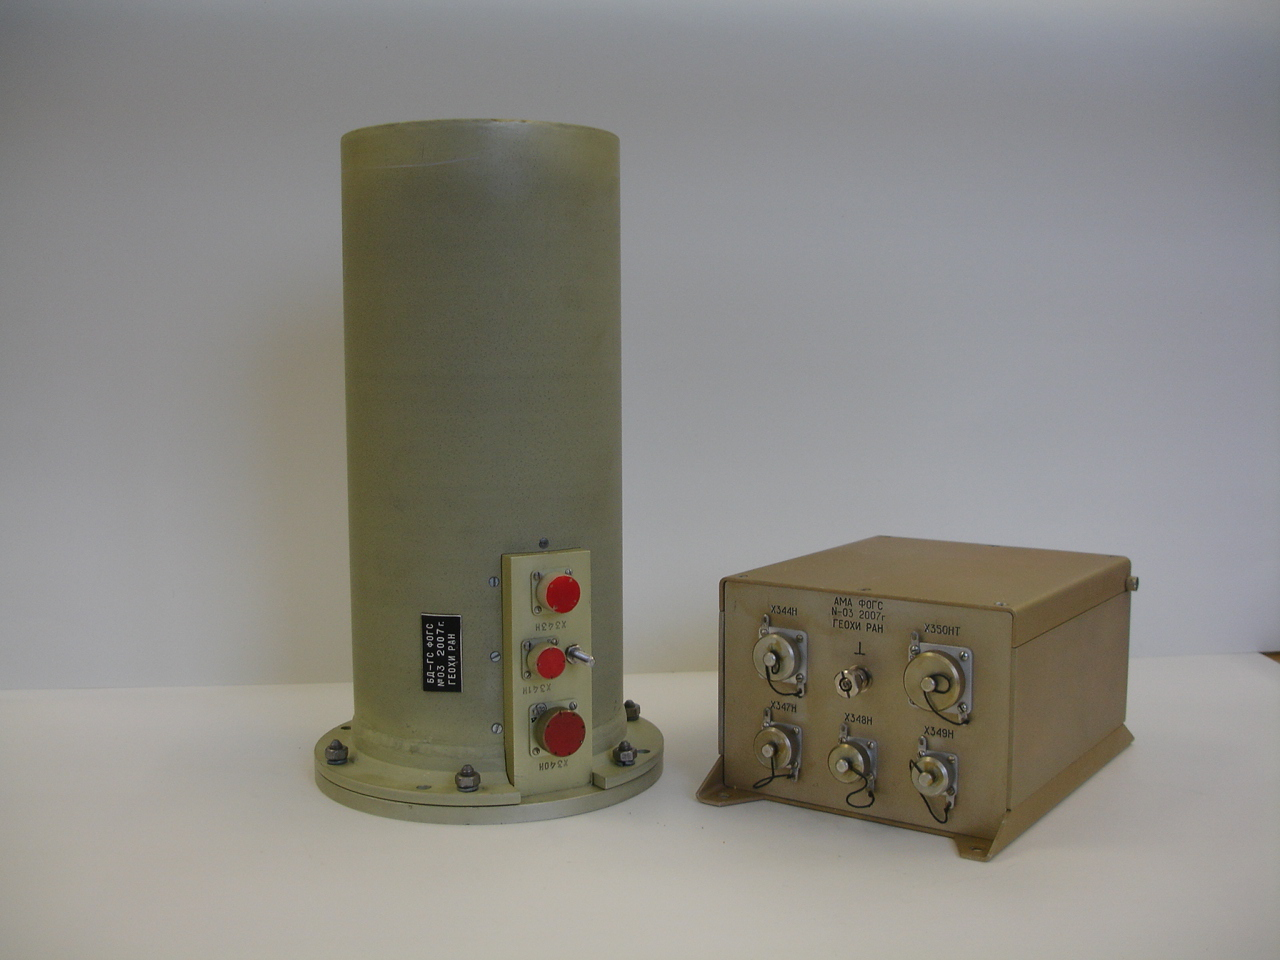 БД-ГС ФОГС
№03 2007г.
ГЕОХИ РАН
Х343Н
Х341Н
Х340Н
АМА ФОГС
N-03 2007г
ГЕОХИ РАН
Х344Н
Х350НТ
Х347Н
Х348Н
Х349Н